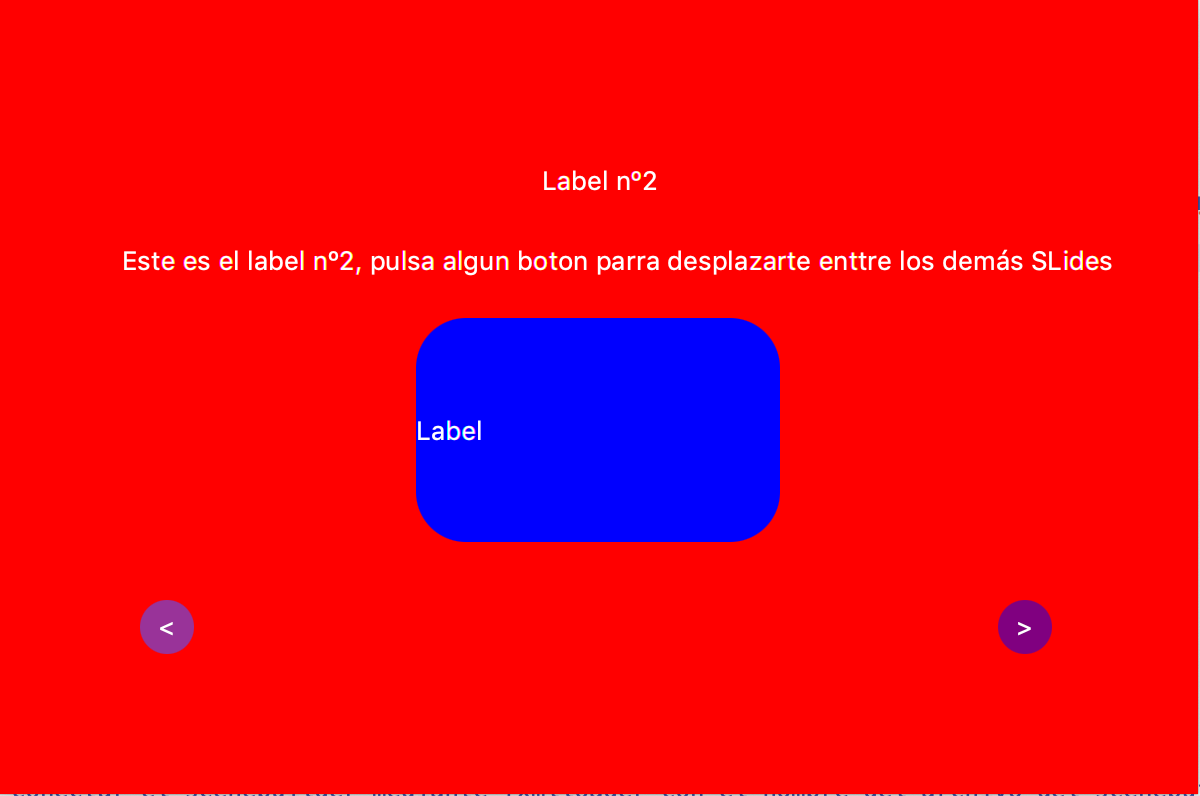 Label nº2
Este es el label nº2, pulsa algun boton parra desplazarte enttre los demás SLides
Label
< >